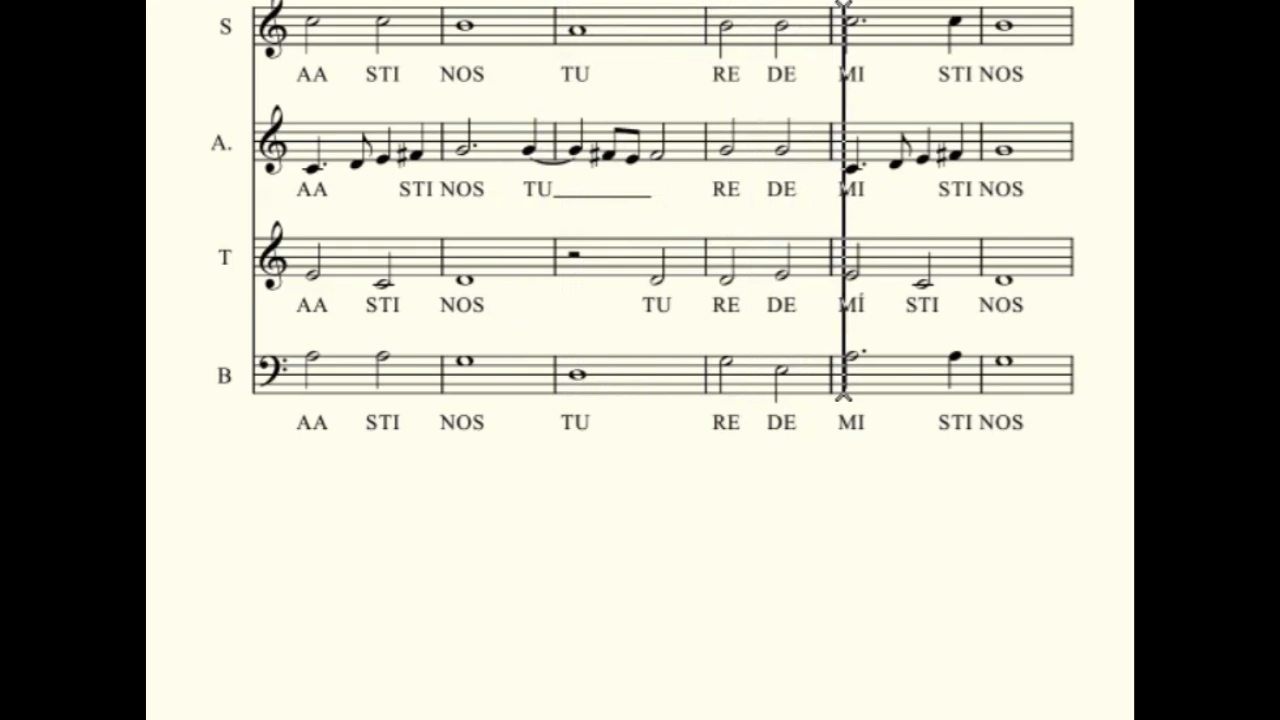 S
AA STI NOS TU RE DE MI STI NOS
A.
AA STI NOS TU______ RE DE MI STI NOS
T
AA STI NOS TU RE DE MÍ STI NOS
B
AA STI NOS TU RE DE MI STI NOS